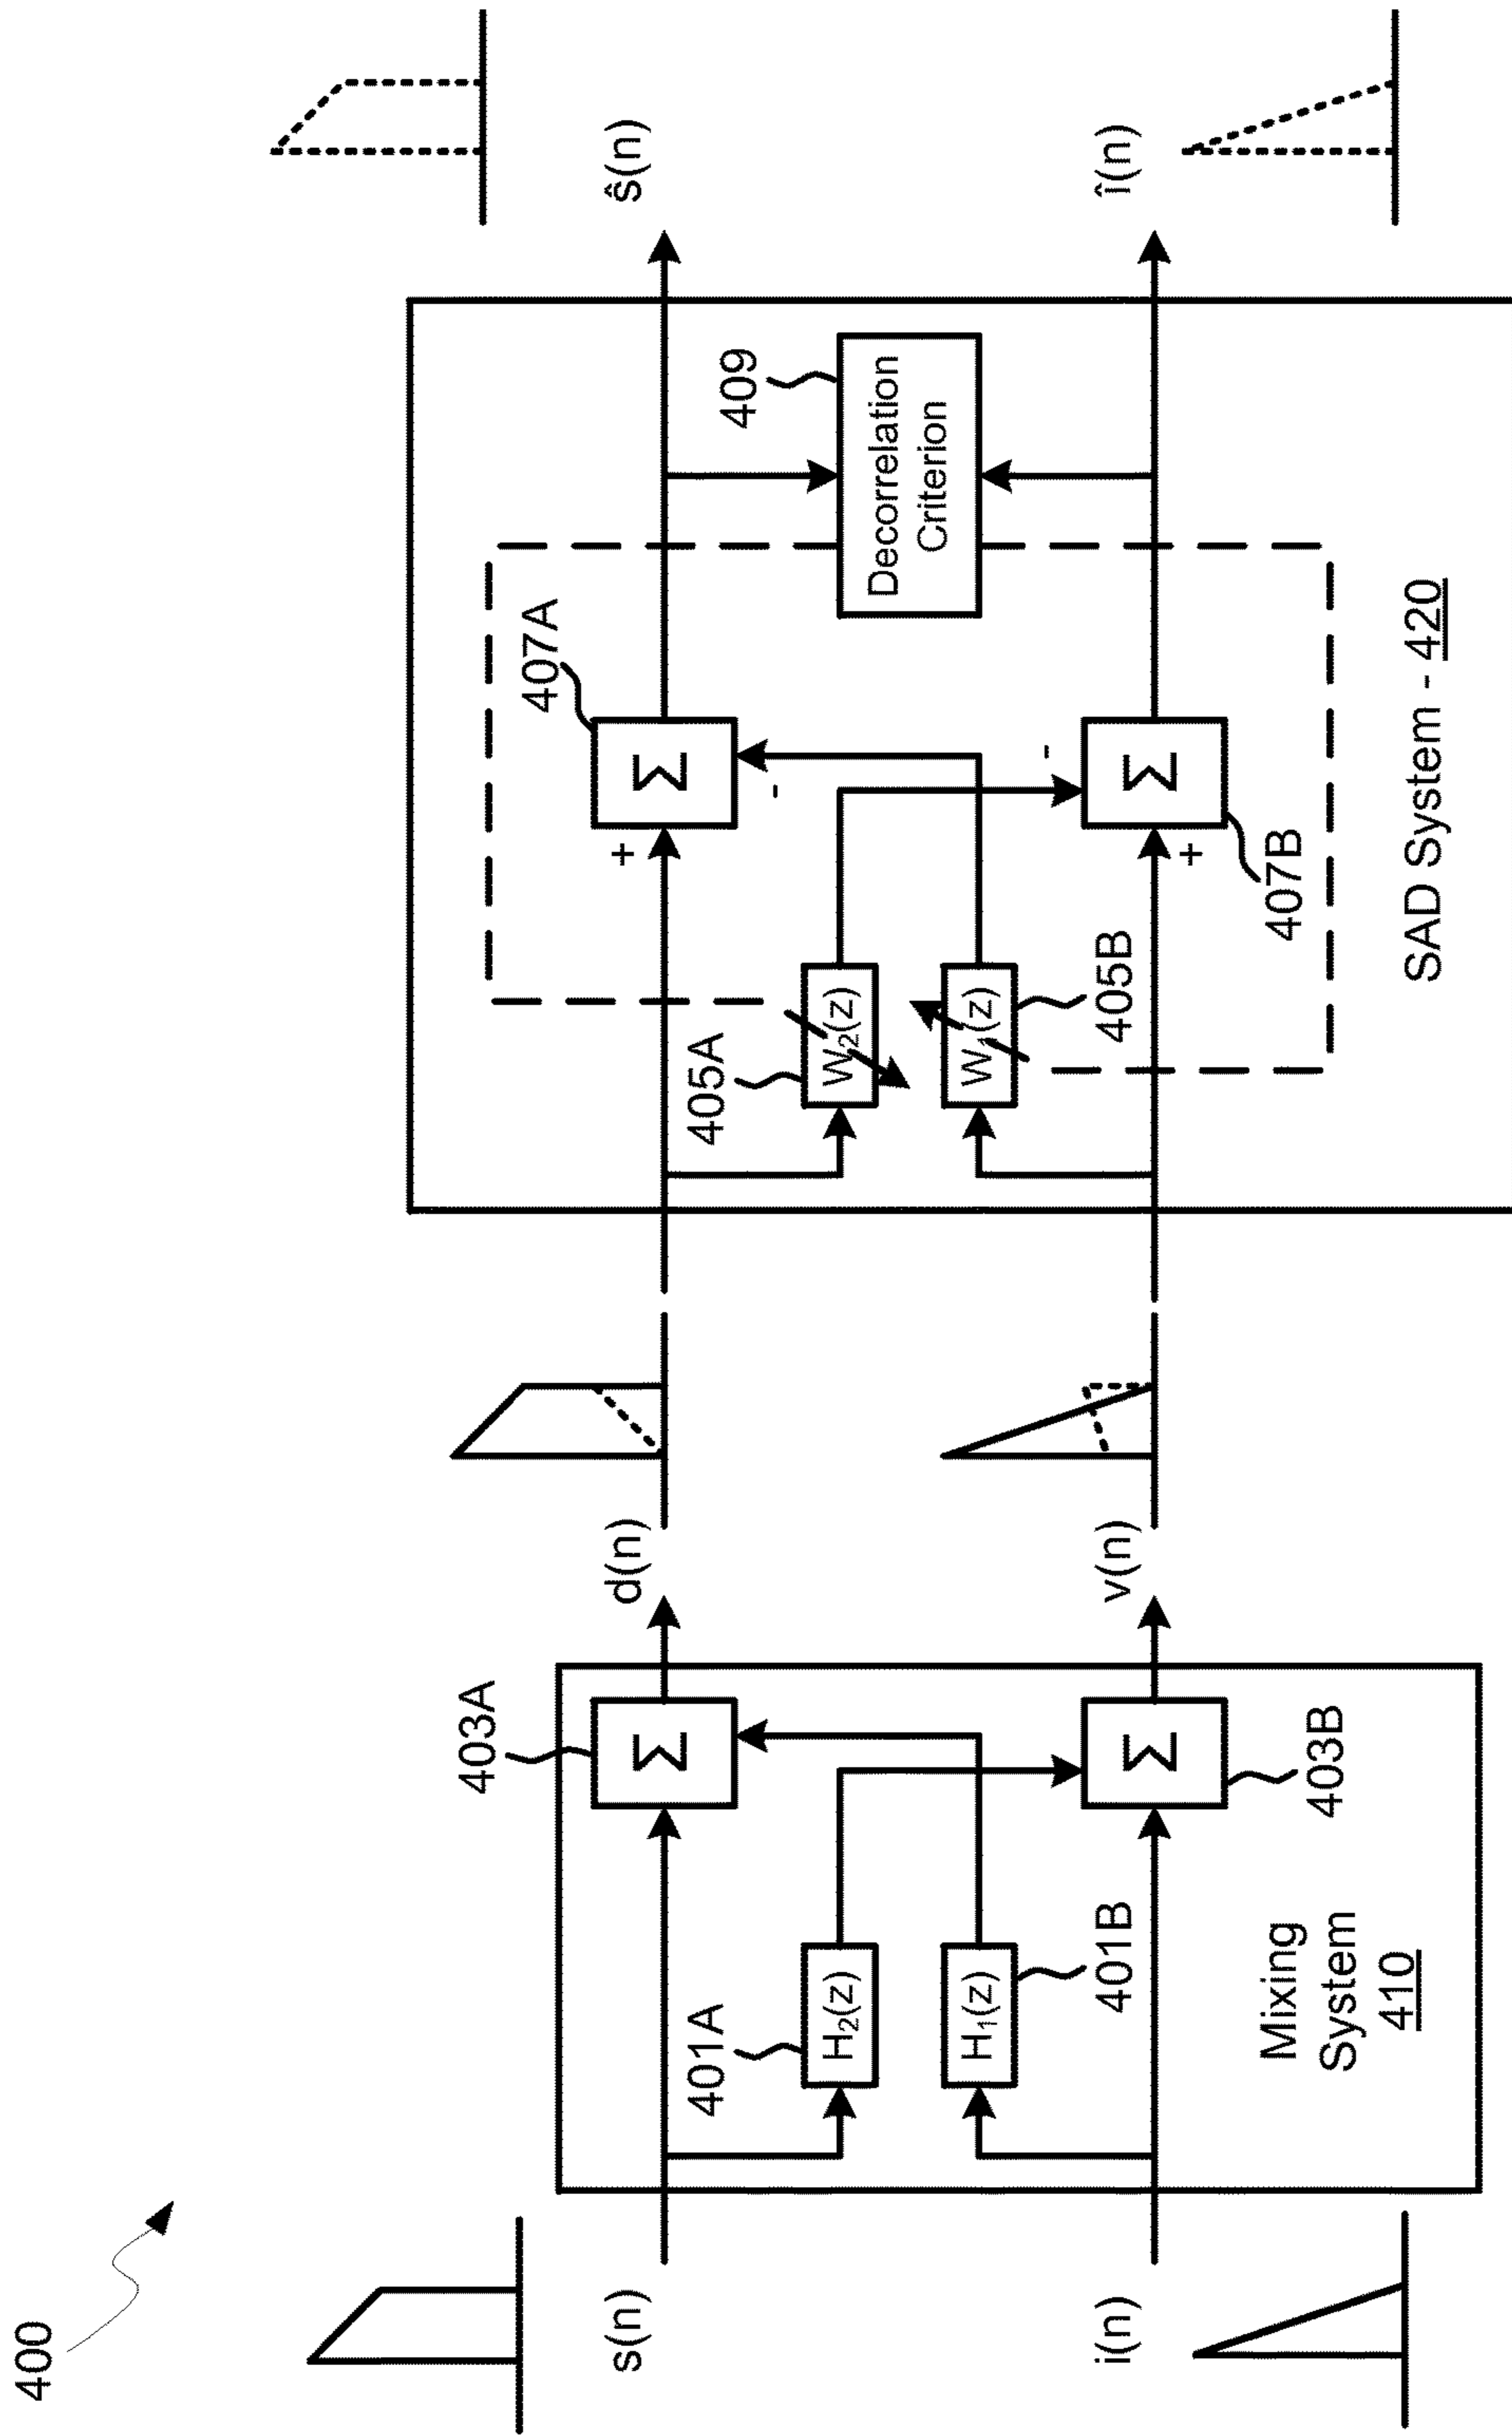 400
s(n)
i(n)
401A
H₂(z)
H₁(z)
401B
403A
Σ
Σ
403B
Mixing
System
410
d(n)
v(n)
405A
W₂(z)
W₁(z)
405B
407A
+
Σ
-
-
Σ
+
407B
409
Decorrelation
Criterion
SAD System - 420
ŝ(n)
î(n)